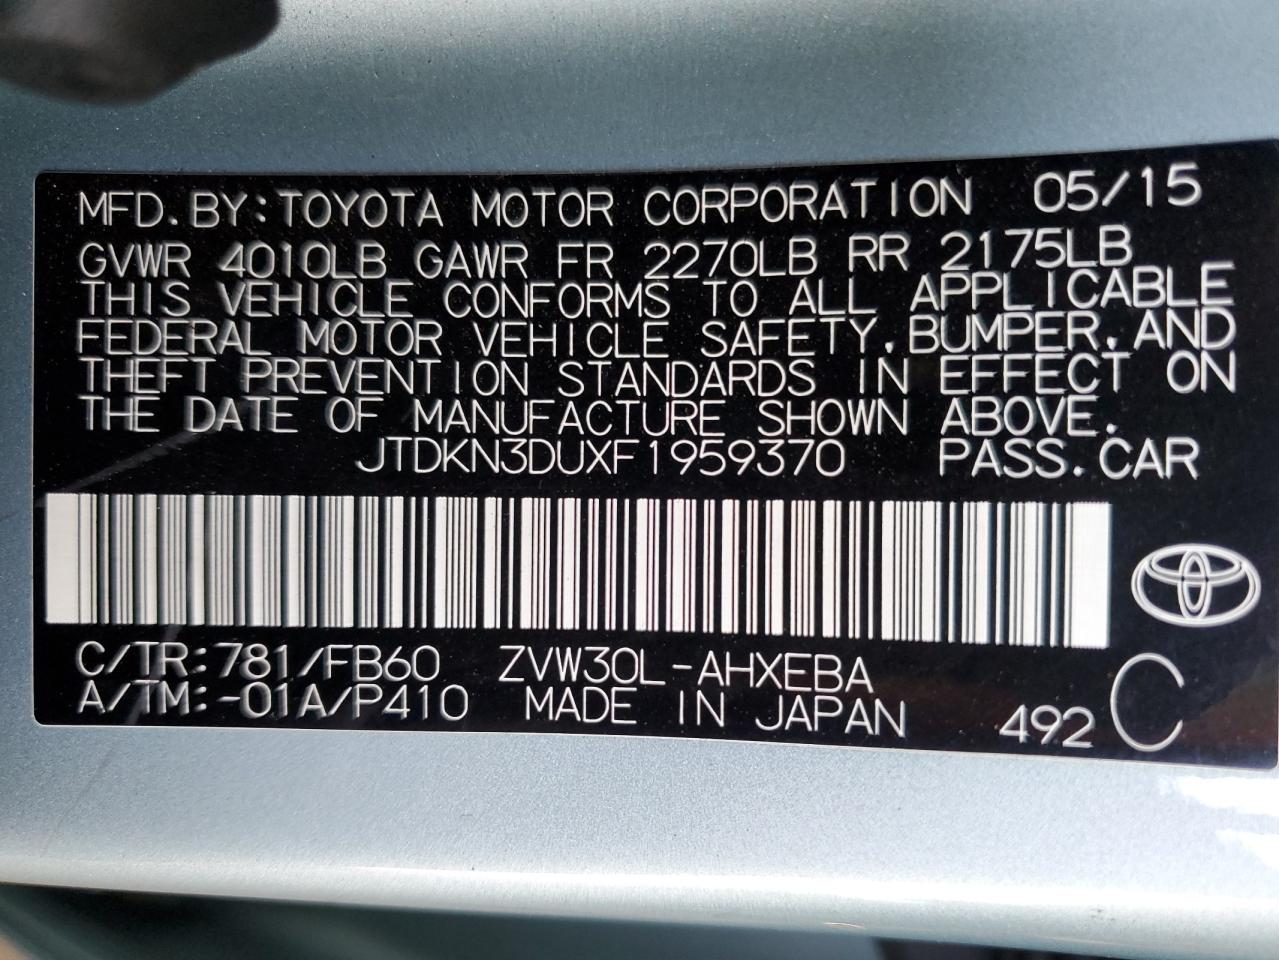 MFD. BY: TOYOTA MOTOR CORPORATION 05/15
GVWR 4010LB GAWR FR 2270LB RR 2175LB
THIS VEHICLE CONFORMS TO ALL APPLICABLE
FEDERAL MOTOR VEHICLE SAFETY, BUMPER, AND
THEFT PREVENTION STANDARDS IN EFFECT ON
THE DATE OF MANUFACTURE SHOWN ABOVE.
JTDKN3DUXF1959370 PASS. CAR
C/TR: 781/FB60 ZVW30L-AHXEBA
A/TM: -01A/P410 MADE IN JAPAN 492 C